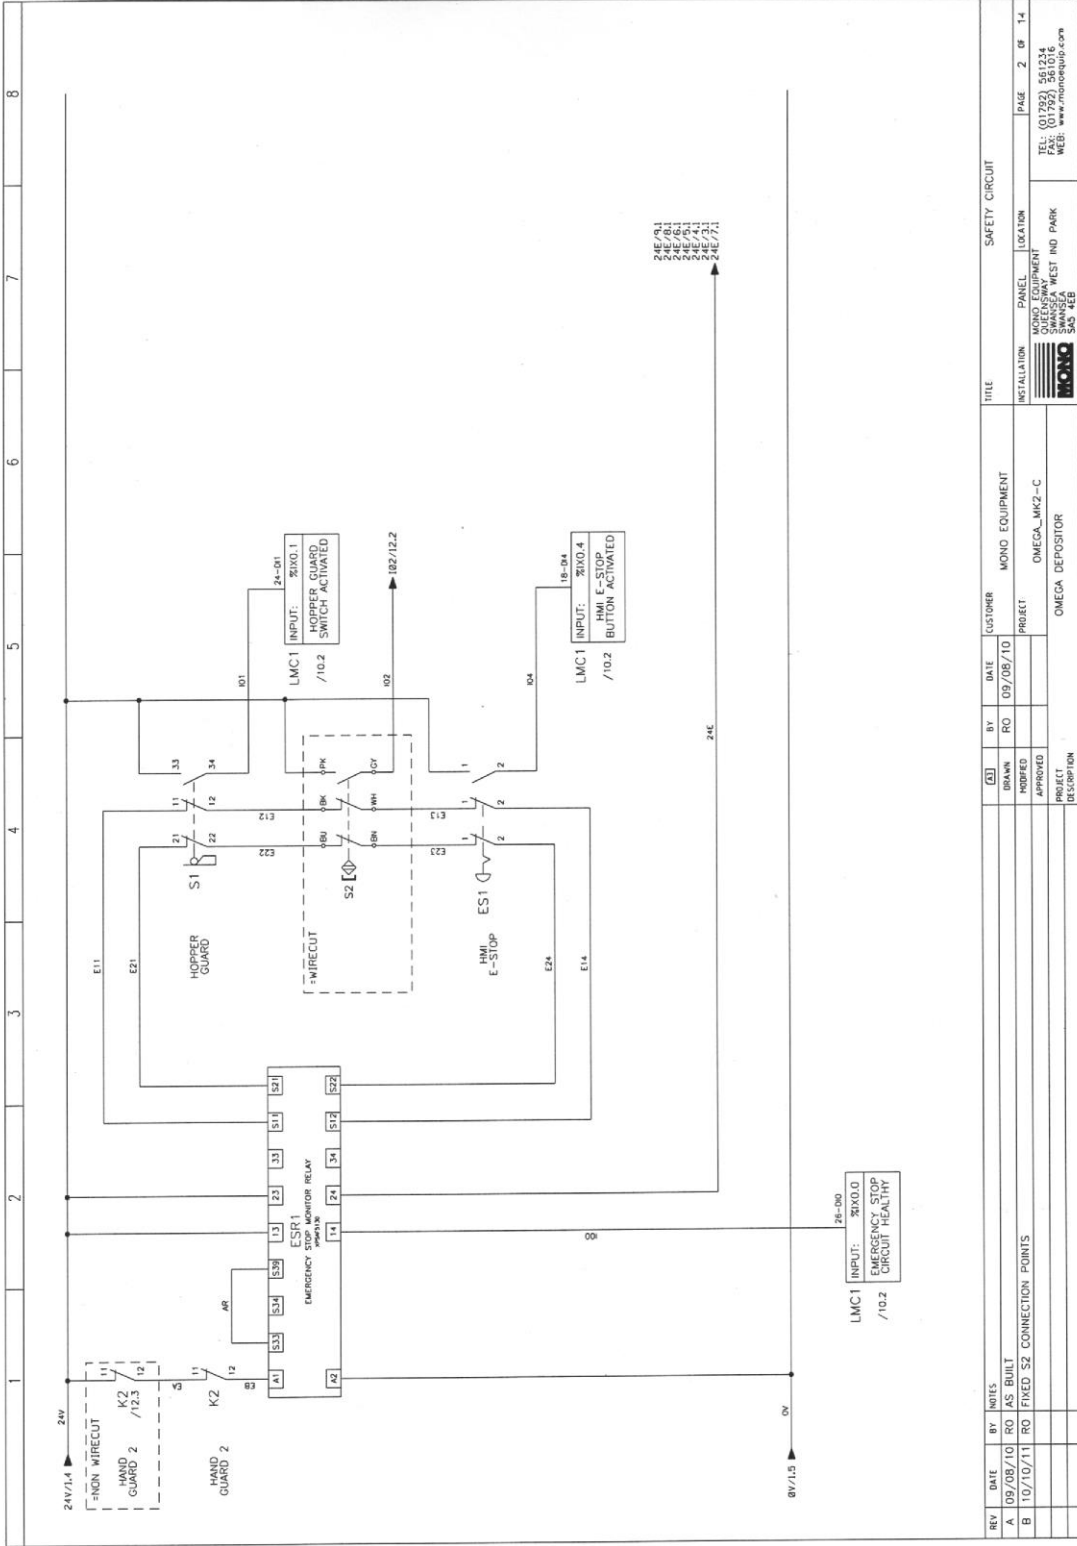 1 2 3 4 5 6 7 8
24V/1.4
24V
=NON WIRECUT
HAND
GUARD 2
K2
/12.3
11
12
EA
HAND
GUARD 2
K2
11
12
EB
AR
A1 S33 S34 S39 13 23 33 S11 S21
ESR1
EMERGENCY STOP MONITOR RELAY
XPSAF5130
A2 14 24 34 S12 S22
E11
E21
HOPPER
GUARD
S1
21
22
11
12
33
34
E22
E12
I01
=WIRECUT
S2
BU
BN
BK
WH
PK
GY
I02
I02/12.2
E23
E13
HMI
E-STOP
ES1
1
2
1
2
1
2
E24
E14
I04
LMC1
/10.2
24-DI1
INPUT: %IX0.1
HOPPER GUARD
SWITCH ACTIVATED
LMC1
/10.2
18-DI4
INPUT: %IX0.4
HMI E-STOP
BUTTON ACTIVATED
24E
24E/9.1
24E/8.1
24E/6.1
24E/5.1
24E/4.1
24E/3.1
24E/7.1
I00
LMC1
/10.2
26-DI0
INPUT: %IX0.0
EMERGENCY STOP
CIRCUIT HEALTHY
0V/1.5
0V
REV DATE BY NOTES
A 09/08/10 RO AS BUILT
B 10/10/11 RO FIXED S2 CONNECTION POINTS
A3 BY DATE
DRAWN RO 09/08/10
MODIFIED
APPROVED
CUSTOMER
MONO EQUIPMENT
PROJECT
OMEGA_MK2-C
PROJECT
DESCRIPTION
OMEGA DEPOSITOR
TITLE
SAFETY CIRCUIT
INSTALLATION PANEL LOCATION PAGE 2 OF 14
MONO
MONO EQUIPMENT
QUEENSWAY
SWANSEA WEST IND PARK
SWANSEA
SA5 4EB
TEL: (01792) 561234
FAX: (01792) 561016
WEB: www.monoequip.com